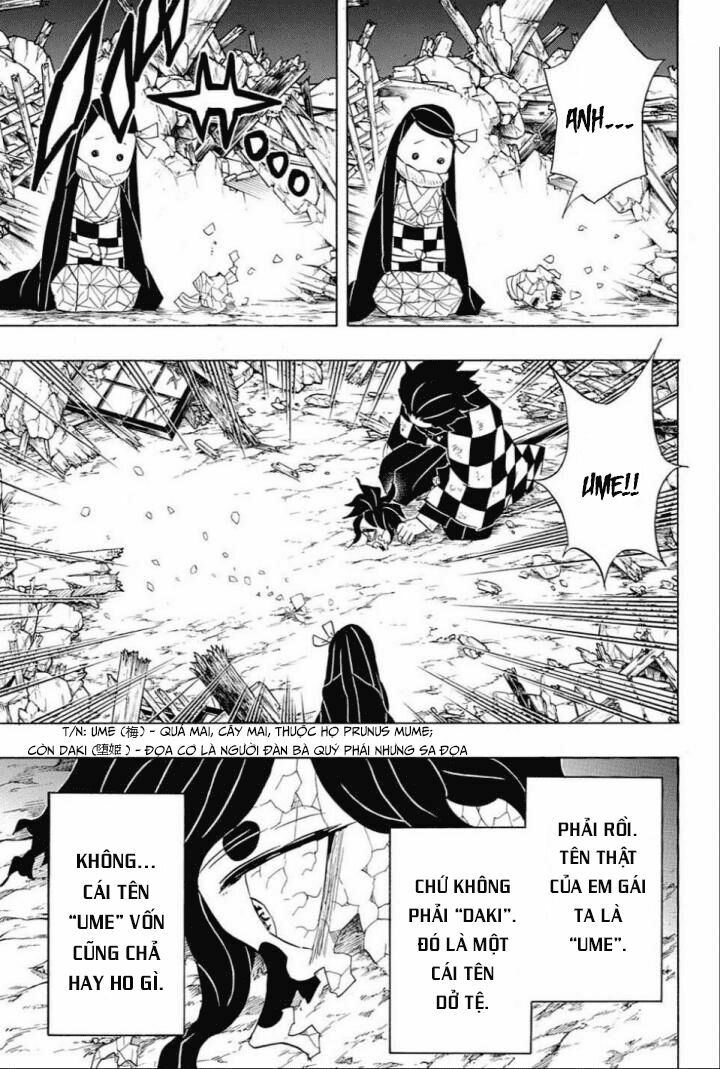 ANH...
UME!!
T/N: UME (梅) - QUẢ MAI, CÂY MAI, THUỘC HỌ PRUNUS MUME;
CÒN DAKI (堕姫) - ĐỌA CƠ LÀ NGƯỜI ĐÀN BÀ QUÝ PHÁI NHƯNG SA ĐỌA
PHẢI RỒI.
TÊN THẬT
CỦA EM GÁI
TA LÀ
“UME”.
CHỨ KHÔNG
PHẢI “DAKI”.
ĐÓ LÀ MỘT
CÁI TÊN
DỞ TỆ.
KHÔNG...
CÁI TÊN
“UME” VỐN
CŨNG CHẢ
HAY HO GÌ.